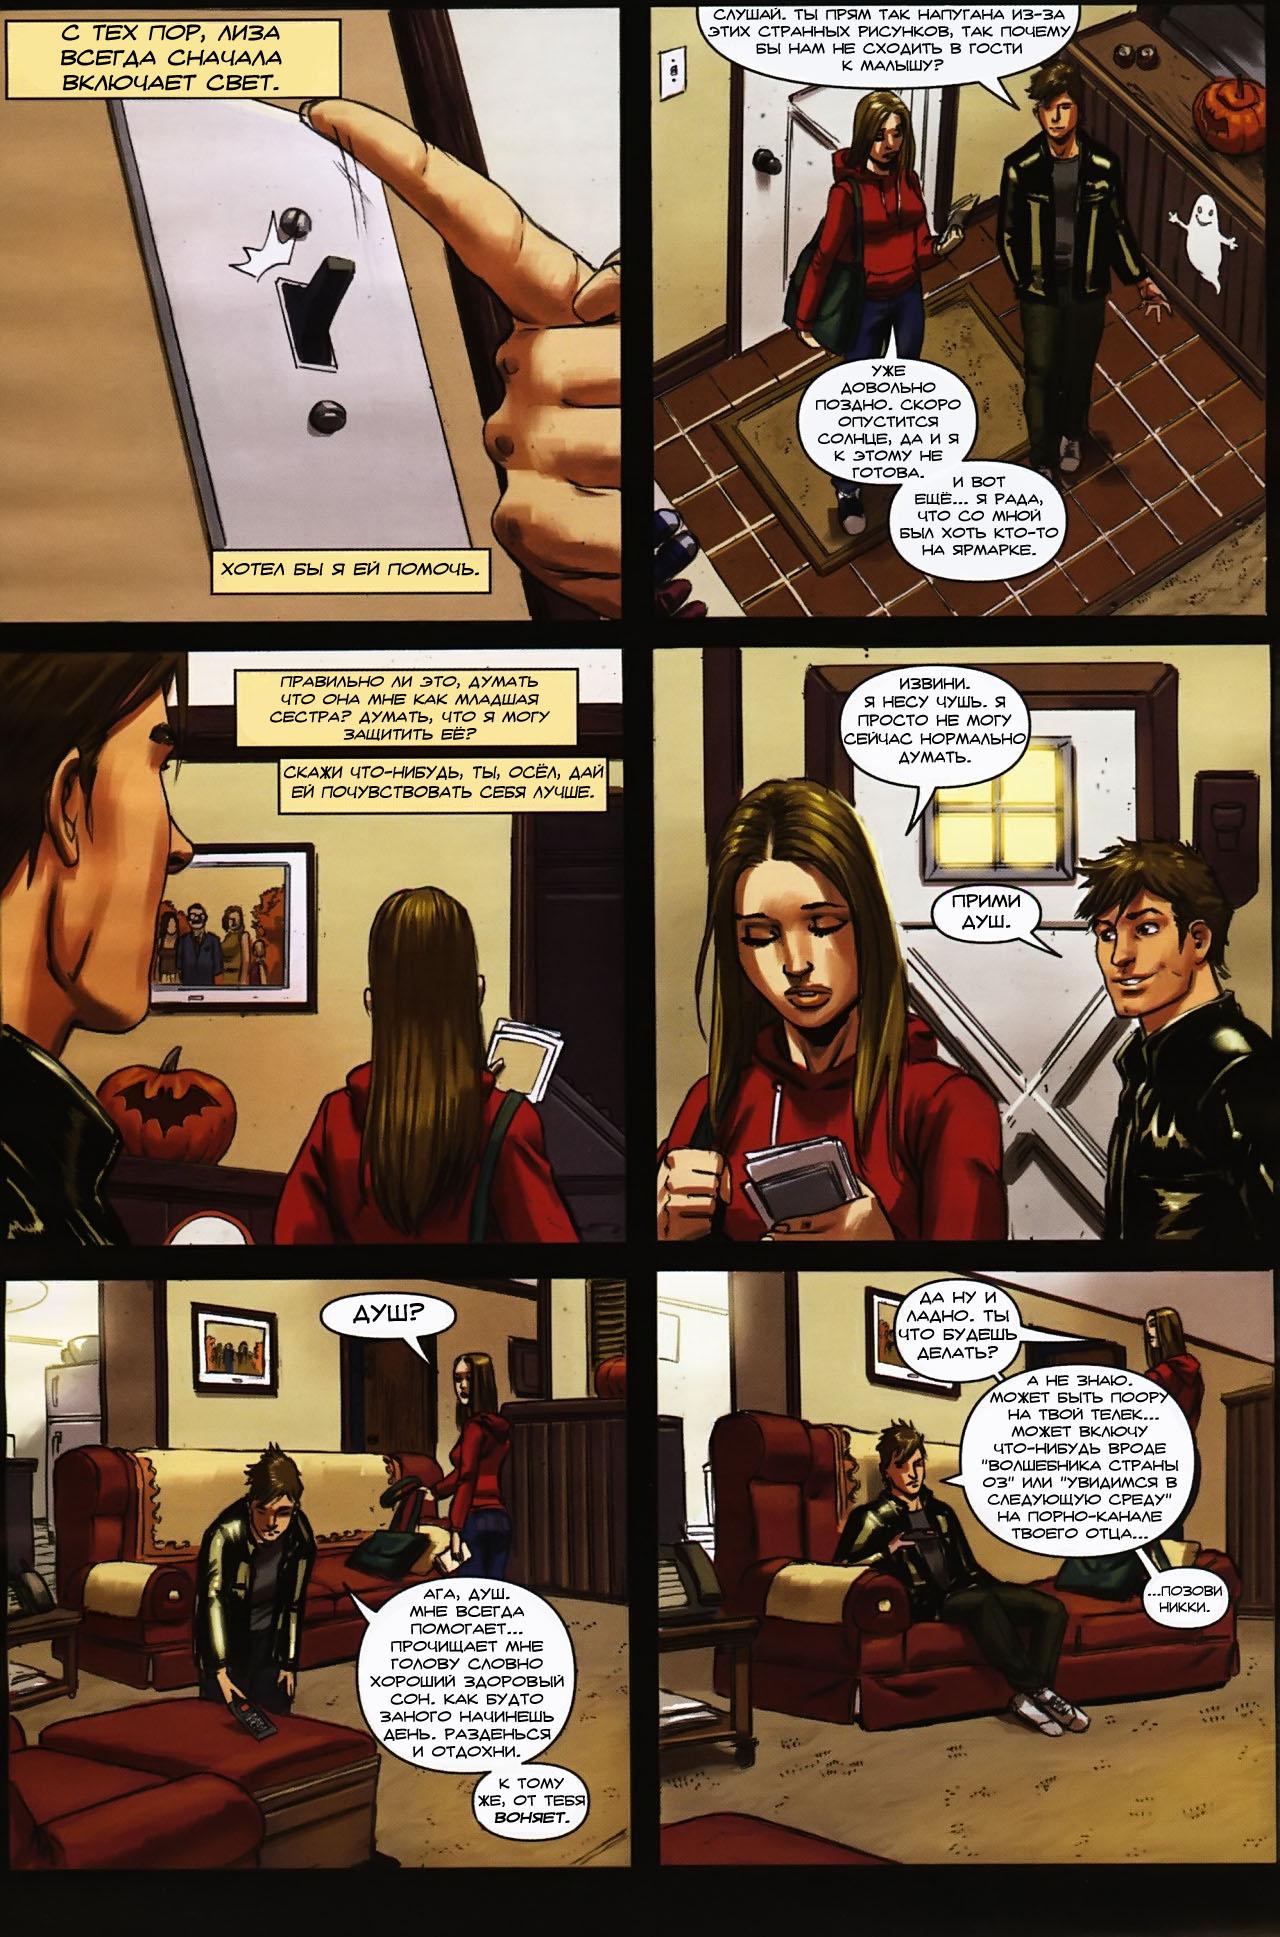 С ТЕХ ПОР, ЛИЗА
ВСЕГДА СНАЧАЛА
ВКЛЮЧАЕТ СВЕТ.
ХОТЕЛ БЫ Я ЕЙ ПОМОЧЬ.
СЛУШАЙ. ТЫ ПРЯМ ТАК НАПУГАНА ИЗ-ЗА
ЭТИХ СТРАННЫХ РИСУНКОВ, ТАК ПОЧЕМУ
БЫ НАМ НЕ СХОДИТЬ В ГОСТИ
К МАЛЫШУ?
УЖЕ
ДОВОЛЬНО
ПОЗДНО. СКОРО
ОПУСТИТСЯ
СОЛНЦЕ, ДА И Я
К ЭТОМУ НЕ
ГОТОВА.
И ВОТ
ЕЩЁ... Я РАДА,
ЧТО СО МНОЙ
БЫЛ ХОТЬ КТО-ТО
НА ЯРМАРКЕ.
ПРАВИЛЬНО ЛИ ЭТО, ДУМАТЬ
ЧТО ОНА МНЕ КАК МЛАДШАЯ
СЕСТРА? ДУМАТЬ, ЧТО Я МОГУ
ЗАЩИТИТЬ ЕЁ?
СКАЖИ ЧТО-НИБУДЬ, ТЫ, ОСЁЛ, ДАЙ
ЕЙ ПОЧУВСТВОВАТЬ СЕБЯ ЛУЧШЕ.
ИЗВИНИ.
Я НЕСУ ЧУШЬ. Я
ПРОСТО НЕ МОГУ
СЕЙЧАС НОРМАЛЬНО
ДУМАТЬ.
ПРИМИ
ДУШ.
ДУШ?
АГА, ДУШ.
МНЕ ВСЕГДА
ПОМОГАЕТ...
ПРОЧИЩАЕТ МНЕ
ГОЛОВУ СЛОВНО
ХОРОШИЙ ЗДОРОВЫЙ
СОН. КАК БУДТО
ЗАНОГО НАЧИНЕШЬ
ДЕНЬ. РАЗДЕНЬСЯ
И ОТДОХНИ.
К ТОМУ
ЖЕ, ОТ ТЕБЯ
ВОНЯЕТ.
ДА НУ И
ЛАДНО. ТЫ
ЧТО БУДЕШЬ
ДЕЛАТЬ?
А НЕ ЗНАЮ.
МОЖЕТ БЫТЬ ПООРУ
НА ТВОЙ ТЕЛЕК...
МОЖЕТ ВКЛЮЧУ
ЧТО-НИБУДЬ ВРОДЕ
"ВОЛШЕБНИКА СТРАНЫ
ОЗ" ИЛИ "УВИДИМСЯ В
СЛЕДУЮЩУЮ СРЕДУ"
НА ПОРНО-КАНАЛЕ
ТВОЕГО ОТЦА...
...ПОЗОВИ
НИККИ.